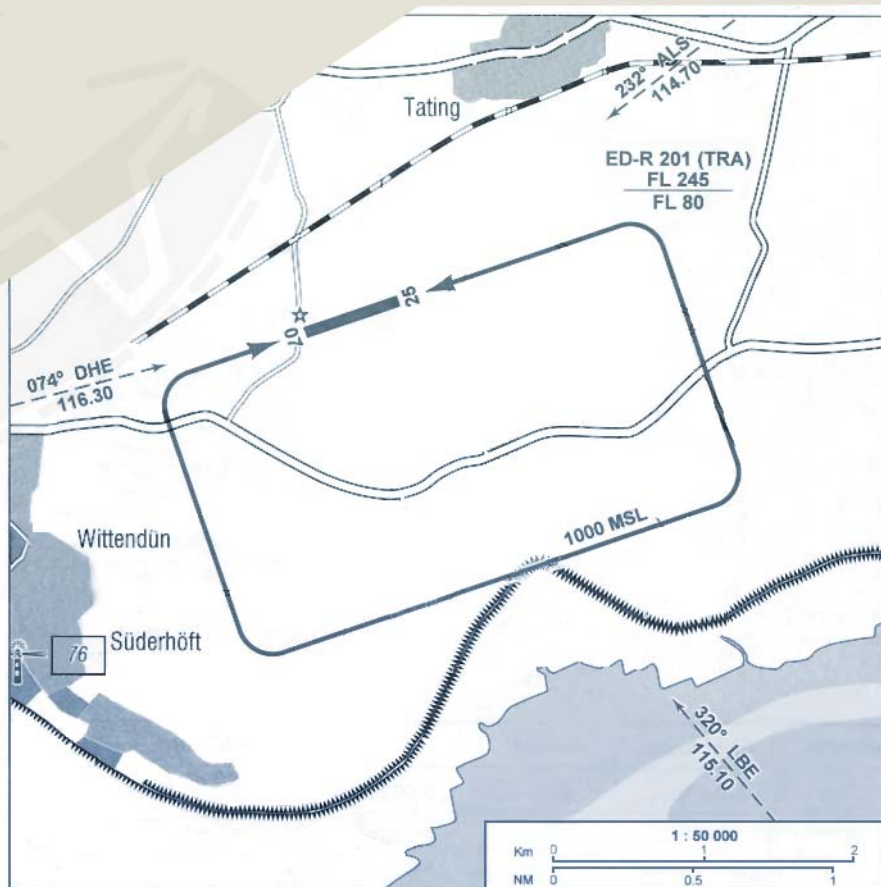 Tating
232° ALS
114.70
ED-R 201 (TRA)
FL 245
FL 80
25
07
074° DHE
116.30
1000 MSL
Wittendün
76
Süderhöft
320° LBE
115.10
1 : 50 000
Km 0 1 2
NM 0 0.5 1